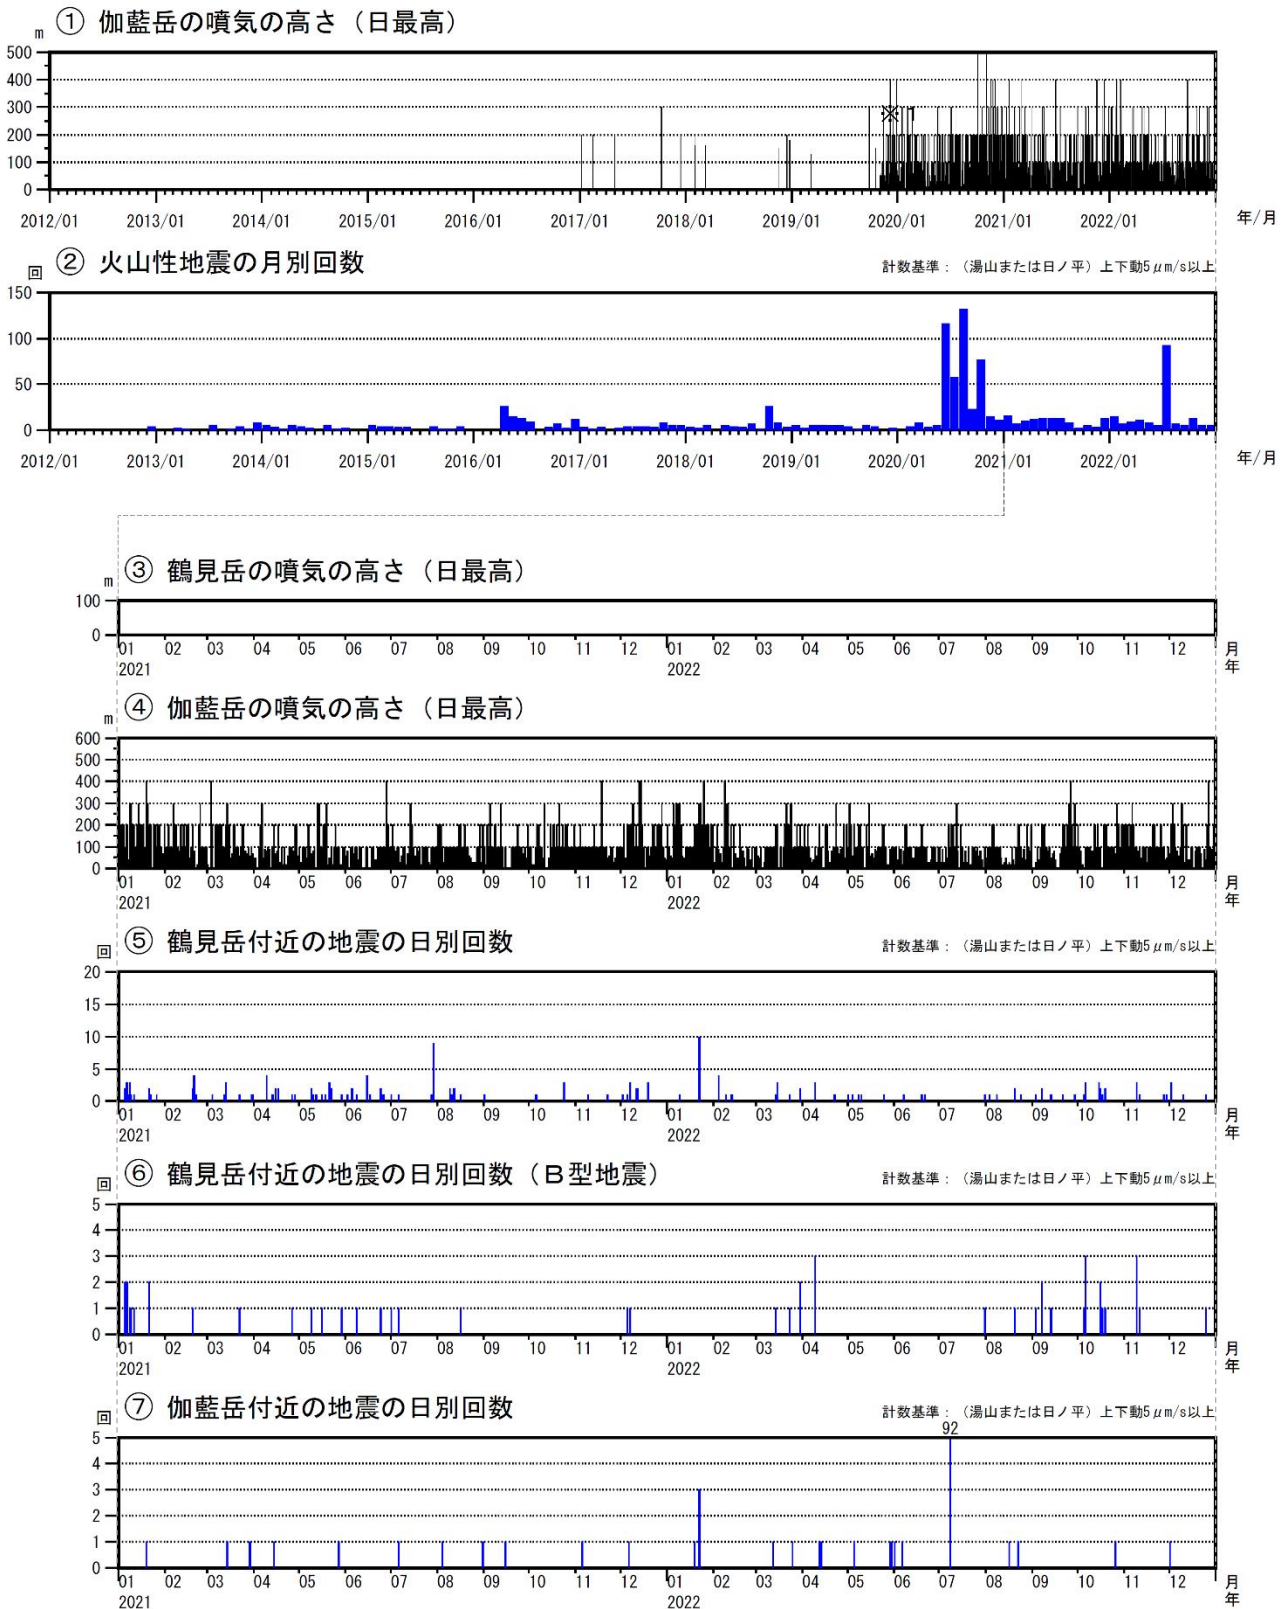 ① 伽藍岳の噴気の高さ（日最高）
m
500
400
300
200
100
0
※1
2012/01 2013/01 2014/01 2015/01 2016/01 2017/01 2018/01 2019/01 2020/01 2021/01 2022/01 年/月
② 火山性地震の月別回数
回
計数基準：（湯山または日ノ平）上下動5μm/s以上
150
100
50
0
2012/01 2013/01 2014/01 2015/01 2016/01 2017/01 2018/01 2019/01 2020/01 2021/01 2022/01 年/月
③ 鶴見岳の噴気の高さ（日最高）
m
100
0
01 02 03 04 05 06 07 08 09 10 11 12 01 02 03 04 05 06 07 08 09 10 11 12 月
2021 2022 年
④ 伽藍岳の噴気の高さ（日最高）
m
600
500
400
300
200
100
0
01 02 03 04 05 06 07 08 09 10 11 12 01 02 03 04 05 06 07 08 09 10 11 12 月
2021 2022 年
⑤ 鶴見岳付近の地震の日別回数
回
計数基準：（湯山または日ノ平）上下動5μm/s以上
20
15
10
5
0
01 02 03 04 05 06 07 08 09 10 11 12 01 02 03 04 05 06 07 08 09 10 11 12 月
2021 2022 年
⑥ 鶴見岳付近の地震の日別回数（Ｂ型地震）
回
計数基準：（湯山または日ノ平）上下動5μm/s以上
5
4
3
2
1
0
01 02 03 04 05 06 07 08 09 10 11 12 01 02 03 04 05 06 07 08 09 10 11 12 月
2021 2022 年
⑦ 伽藍岳付近の地震の日別回数
回
計数基準：（湯山または日ノ平）上下動5μm/s以上
92
5
4
3
2
1
0
01 02 03 04 05 06 07 08 09 10 11 12 01 02 03 04 05 06 07 08 09 10 11 12 月
2021 2022 年